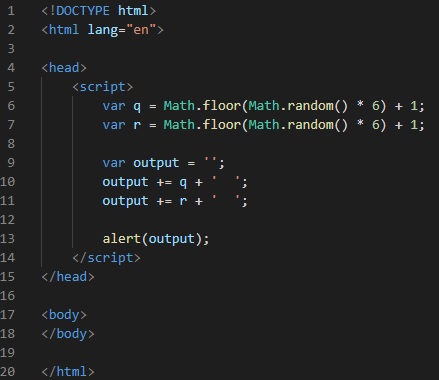 1 <!DOCTYPE html>
2 <html lang="en">
3
4 <head>
5     <script>
6         var q = Math.floor(Math.random() * 6) + 1;
7         var r = Math.floor(Math.random() * 6) + 1;
8
9         var output = '';
10         output += q + '  ';
11         output += r + '  ';
12
13         alert(output);
14     </script>
15 </head>
16
17 <body>
18 </body>
19
20 </html>